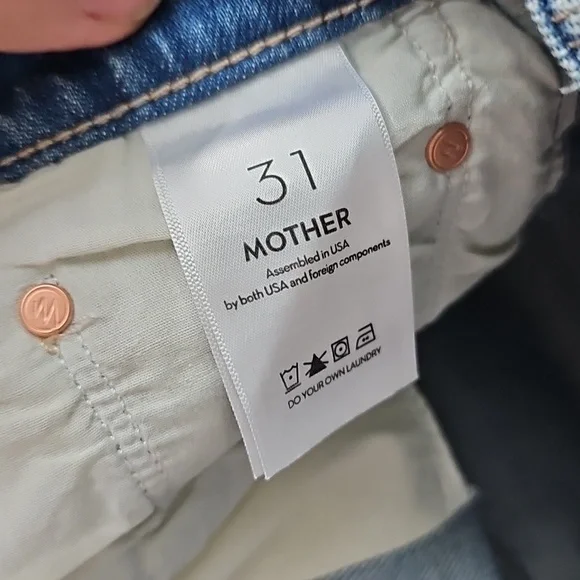 31
MOTHER
Assembled in USA
by both USA and foreign components
DO YOUR OWN LAUNDRY
M